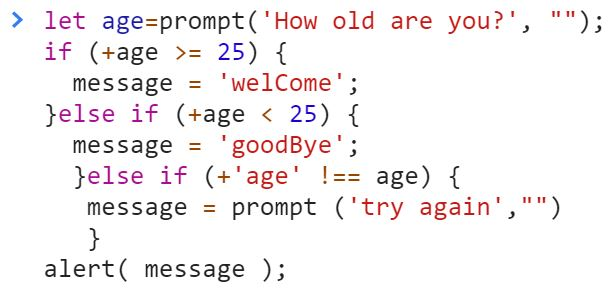 let age=prompt('How old are you?', "");
if (+age >= 25) {
message = 'welCome';
}else if (+age < 25) {
message = 'goodBye';
}else if (+'age' !== age) {
message = prompt ('try again',"")
}
alert( message );